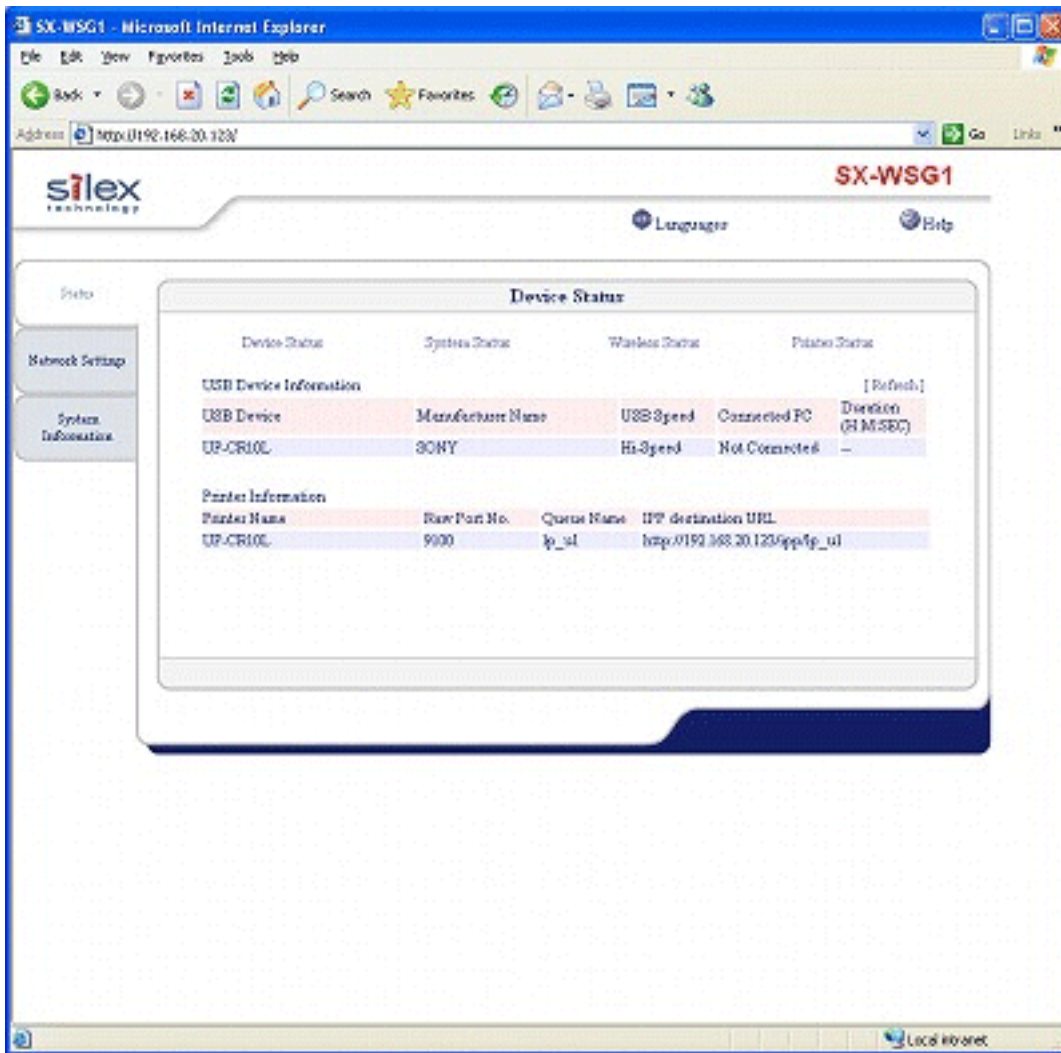 SX-WSG1 - Microsoft Internet Explorer
File Edit View Favorites Tools Help
Back Search Favorites
Address http://192.168.20.123/ Go Links
silex technology
SX-WSG1
Languages Help
Status
Network Settings
System Information
Device Status
Device Status System Status Wireless Status Printer Status
USB Device Information [ Refresh ]
USB Device Manufacturer Name USB Speed Connected PC Duration (H:M:SEC)
UP-CR10L SONY Hi-Speed Not Connected --
Printer Information
Printer Name Raw Port No. Queue Name IPP destination URL
UP-CR10L 9100 lp_u1 http://192.168.20.123/ipp/lp_u1
Local intranet